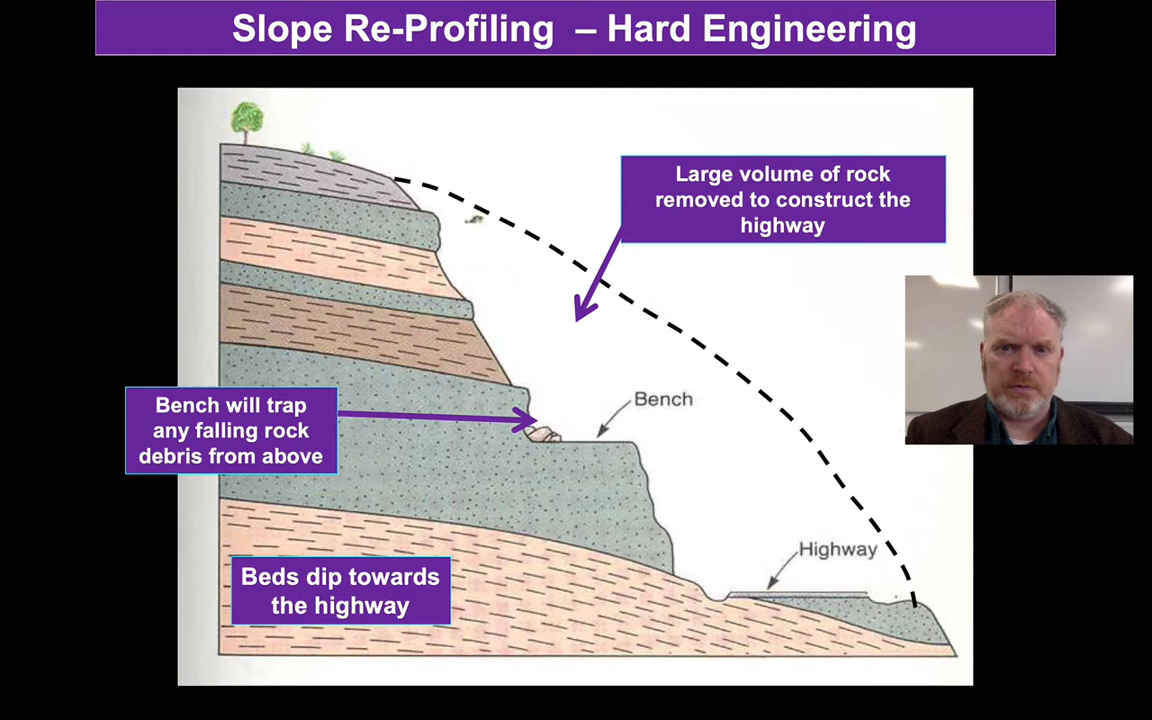 Slope Re-Profiling – Hard Engineering
Large volume of rock
removed to construct the
highway
Bench
Bench will trap
any falling rock
debris from above
Highway
Beds dip towards
the highway